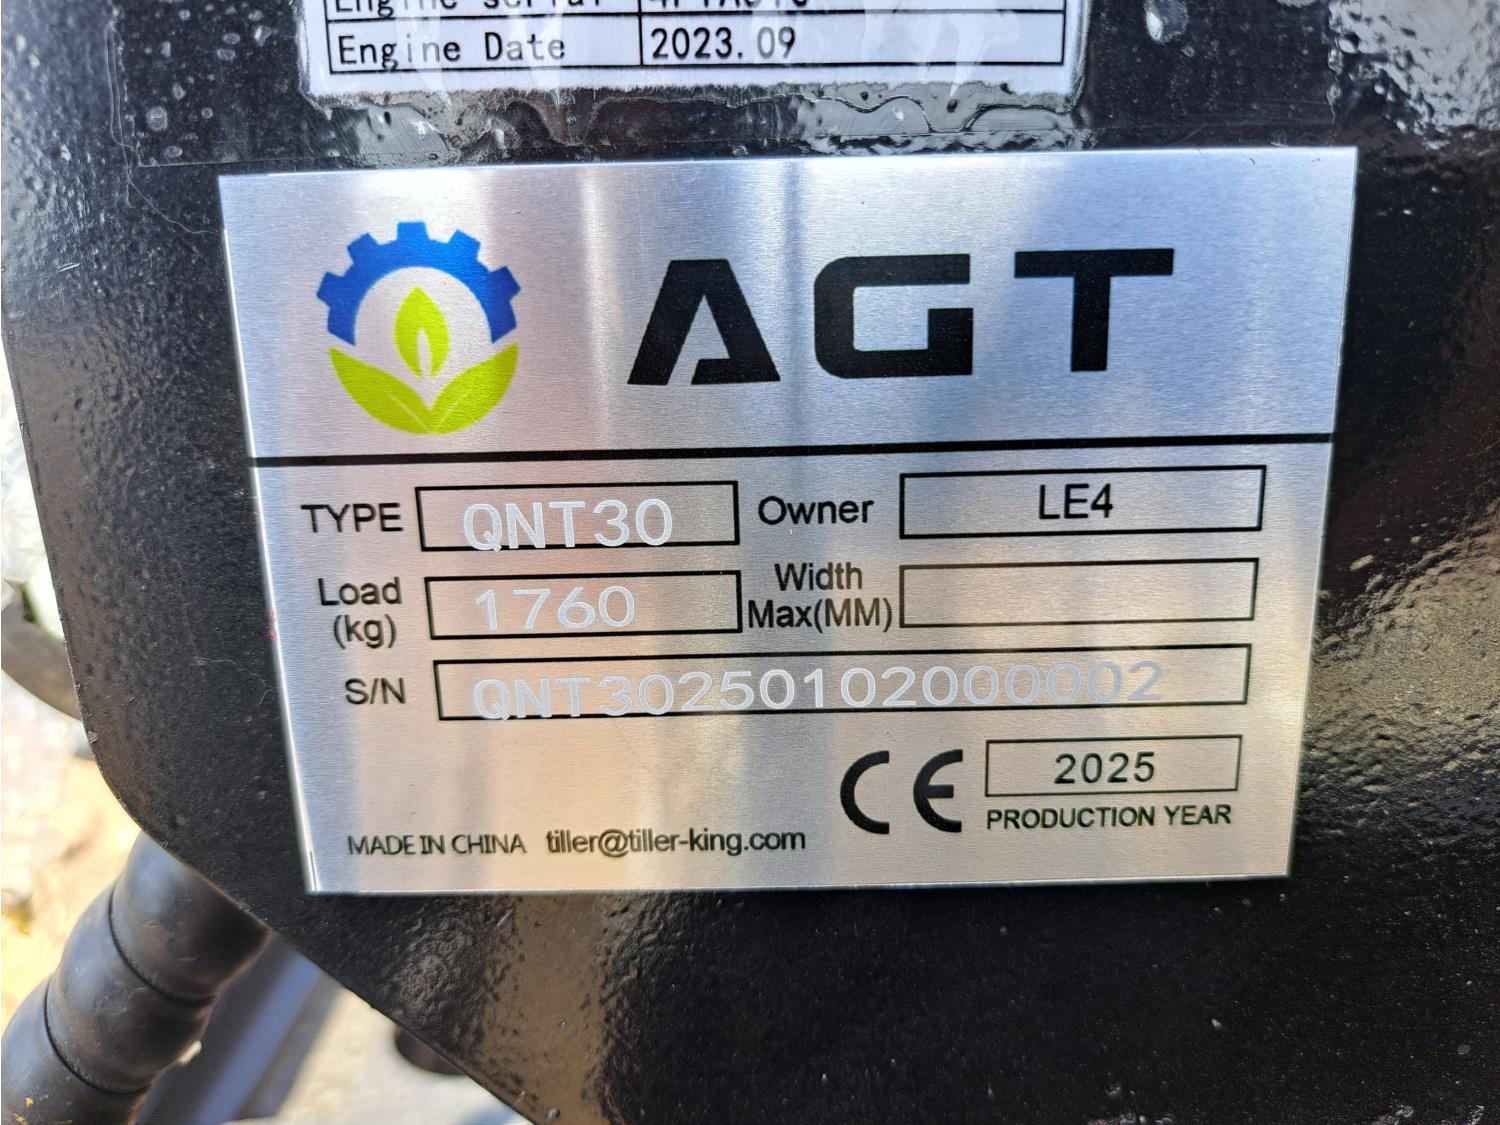 Engine Date 2023.09
AGT
TYPE QNT30 Owner LE4
Load (kg) 1760 Width Max(MM)
S/N QNT30250102000002
CE 2025
PRODUCTION YEAR
MADE IN CHINA tiller@tiller-king.com